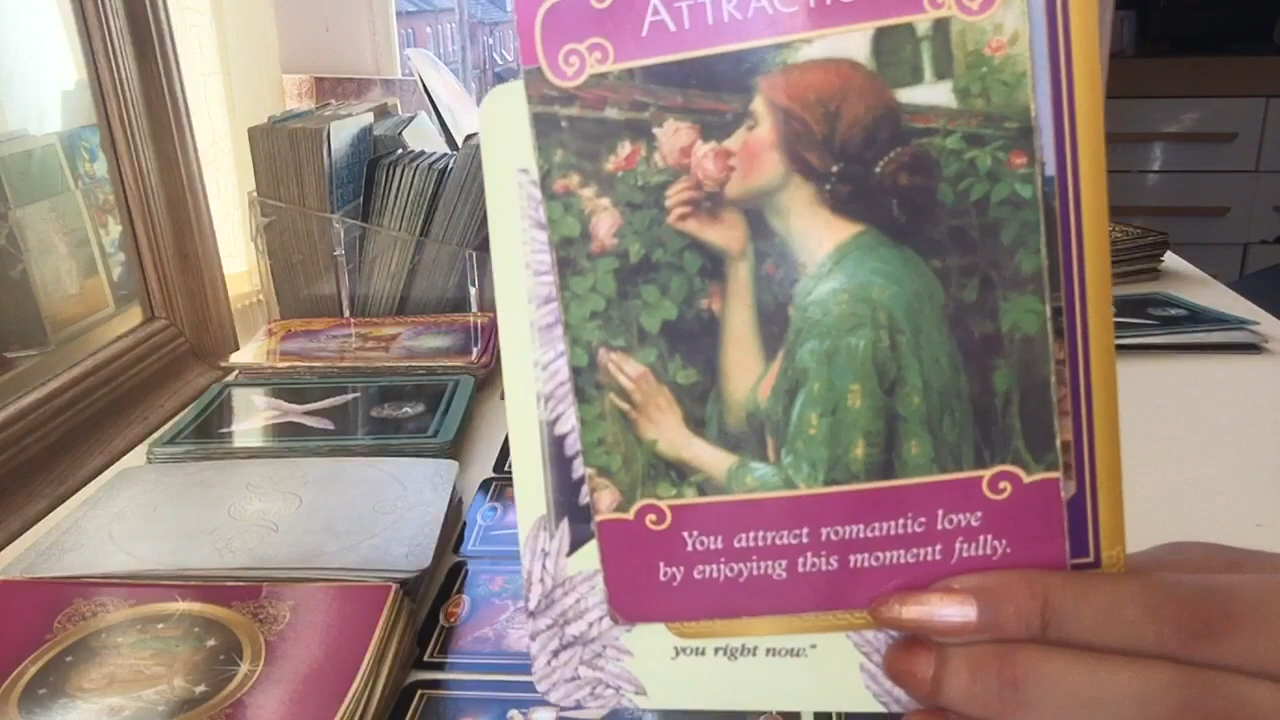 You attract romantic love
by enjoying this moment fully.
you right now."